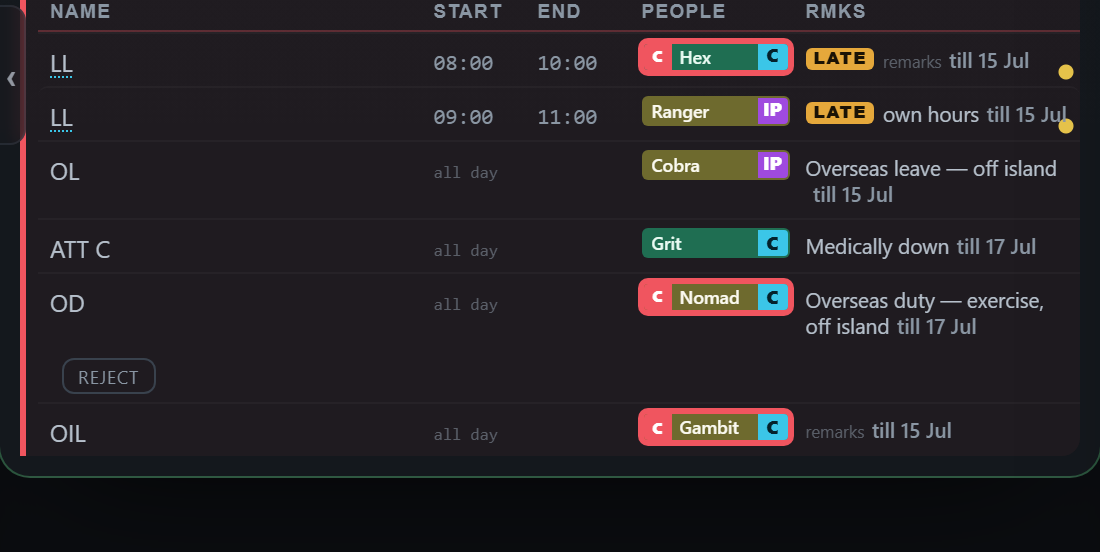 NAME START END PEOPLE RMKS
LL 08:00 10:00 C Hex C LATE remarks till 15 Jul
LL 09:00 11:00 Ranger IP LATE own hours till 15 Jul
OL all day Cobra IP Overseas leave — off island
till 15 Jul
ATT C all day Grit C Medically down till 17 Jul
OD all day C Nomad C Overseas duty — exercise,
off island till 17 Jul
REJECT
OIL all day C Gambit C remarks till 15 Jul